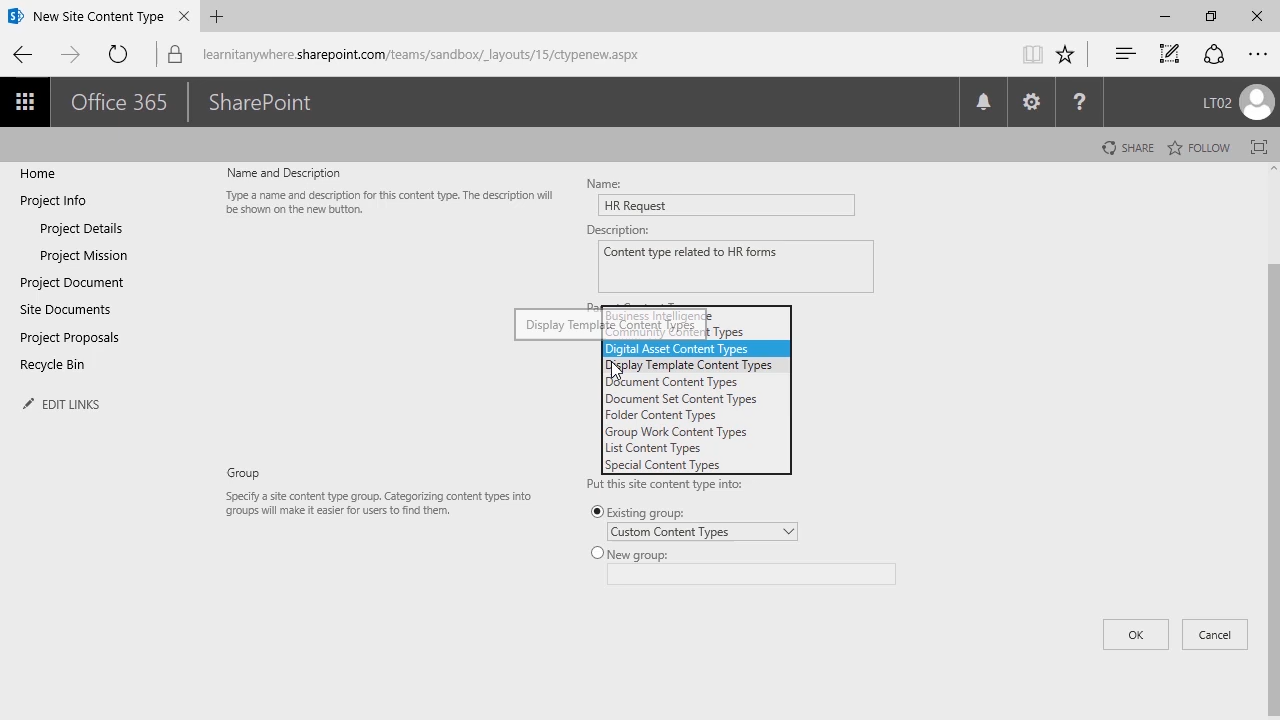 New Site Content Type
learnitanywhere.sharepoint.com/teams/sandbox/_layouts/15/ctypenew.aspx
Office 365
SharePoint
?
LT02
SHARE
FOLLOW
Home
Project Info
Project Details
Project Mission
Project Document
Site Documents
Project Proposals
Recycle Bin
EDIT LINKS
Name and Description
Type a name and description for this content type. The description will
be shown on the new button.
Name:
HR Request
Description:
Content type related to HR forms
Business Intelligence
Community Content Types
Display Template Content Types
Digital Asset Content Types
Display Template Content Types
Document Content Types
Document Set Content Types
Folder Content Types
Group Work Content Types
List Content Types
Special Content Types
Group
Specify a site content type group. Categorizing content types into
groups will make it easier for users to find them.
Put this site content type into:
Existing group:
Custom Content Types
New group:
OK
Cancel